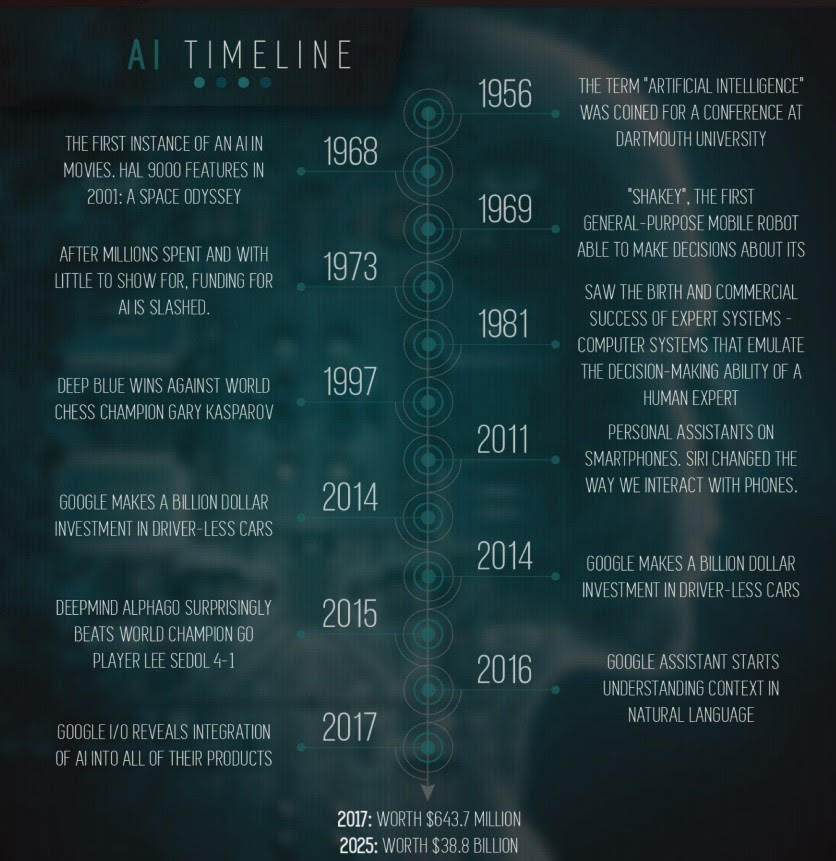 AI TIMELINE
1956
THE TERM "ARTIFICIAL INTELLIGENCE"
WAS COINED FOR A CONFERENCE AT
DARTMOUTH UNIVERSITY
1968
THE FIRST INSTANCE OF AN AI IN
MOVIES. HAL 9000 FEATURES IN
2001: A SPACE ODYSSEY
1969
"SHAKEY", THE FIRST
GENERAL-PURPOSE MOBILE ROBOT
ABLE TO MAKE DECISIONS ABOUT ITS
1973
AFTER MILLIONS SPENT AND WITH
LITTLE TO SHOW FOR, FUNDING FOR
AI IS SLASHED.
1981
SAW THE BIRTH AND COMMERCIAL
SUCCESS OF EXPERT SYSTEMS -
COMPUTER SYSTEMS THAT EMULATE
THE DECISION-MAKING ABILITY OF A
HUMAN EXPERT
1997
DEEP BLUE WINS AGAINST WORLD
CHESS CHAMPION GARY KASPAROV
2011
PERSONAL ASSISTANTS ON
SMARTPHONES. SIRI CHANGED THE
WAY WE INTERACT WITH PHONES.
2014
GOOGLE MAKES A BILLION DOLLAR
INVESTMENT IN DRIVER-LESS CARS
2014
GOOGLE MAKES A BILLION DOLLAR
INVESTMENT IN DRIVER-LESS CARS
2015
DEEPMIND ALPHAGO SURPRISINGLY
BEATS WORLD CHAMPION GO
PLAYER LEE SEDOL 4-1
2016
GOOGLE ASSISTANT STARTS
UNDERSTANDING CONTEXT IN
NATURAL LANGUAGE
2017
GOOGLE I/O REVEALS INTEGRATION
OF AI INTO ALL OF THEIR PRODUCTS
2017: WORTH $643.7 MILLION
2025: WORTH $38.8 BILLION